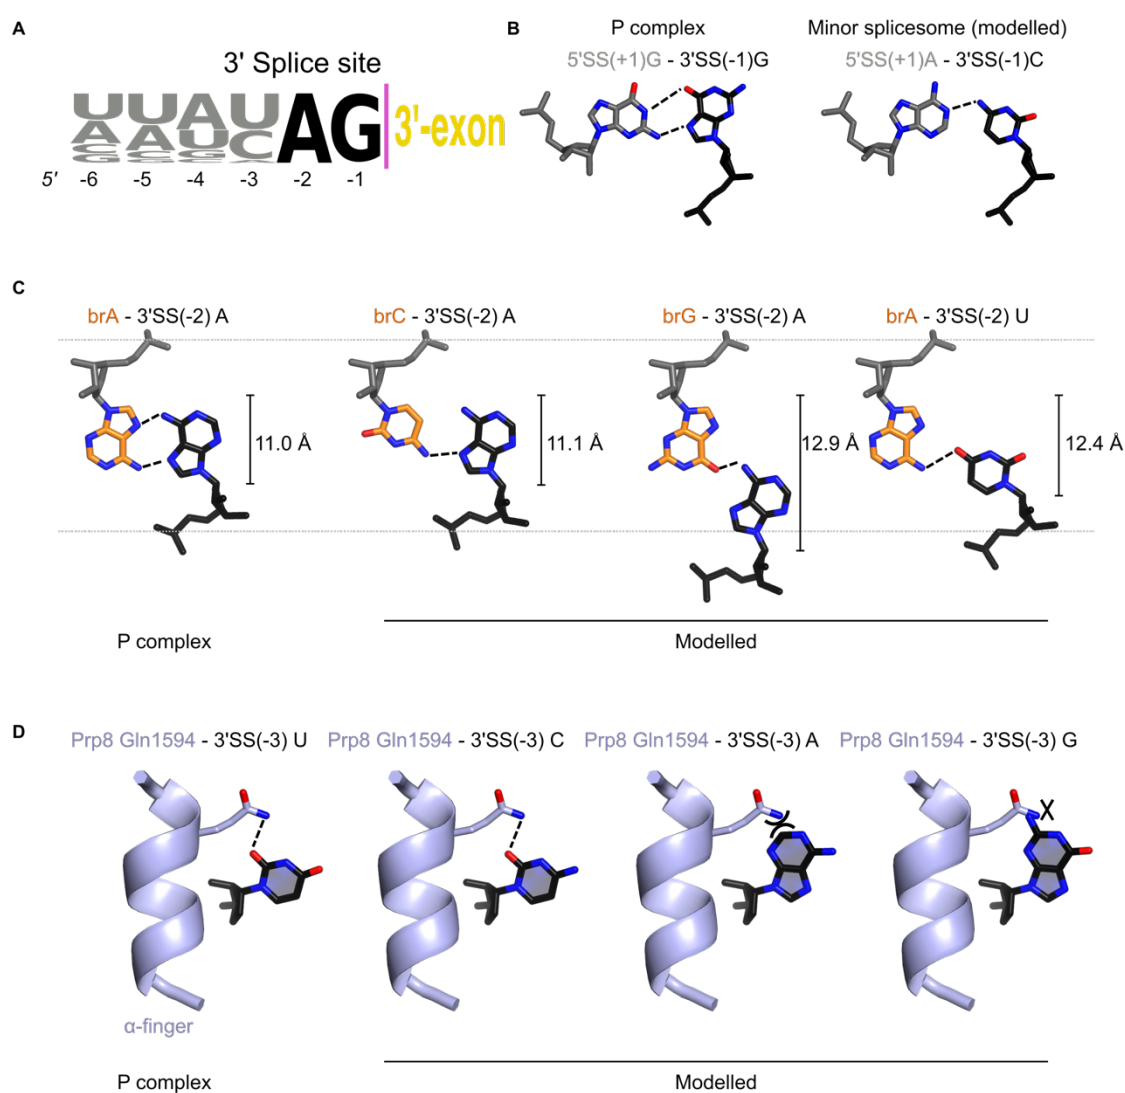 A
3' Splice site
U U A U A G 3'-exon
A A U C
C C C
G G G A
5' -6 -5 -4 -3 -2 -1
B
P complex
5'SS(+1)G - 3'SS(-1)G
Minor splicesome (modelled)
5'SS(+1)A - 3'SS(-1)C
C
brA - 3'SS(-2) A
brC - 3'SS(-2) A
brG - 3'SS(-2) A
brA - 3'SS(-2) U
11.0 Å
11.1 Å
12.9 Å
12.4 Å
P complex
Modelled
D
Prp8 Gln1594 - 3'SS(-3) U
Prp8 Gln1594 - 3'SS(-3) C
Prp8 Gln1594 - 3'SS(-3) A
Prp8 Gln1594 - 3'SS(-3) G
X
α-finger
P complex
Modelled